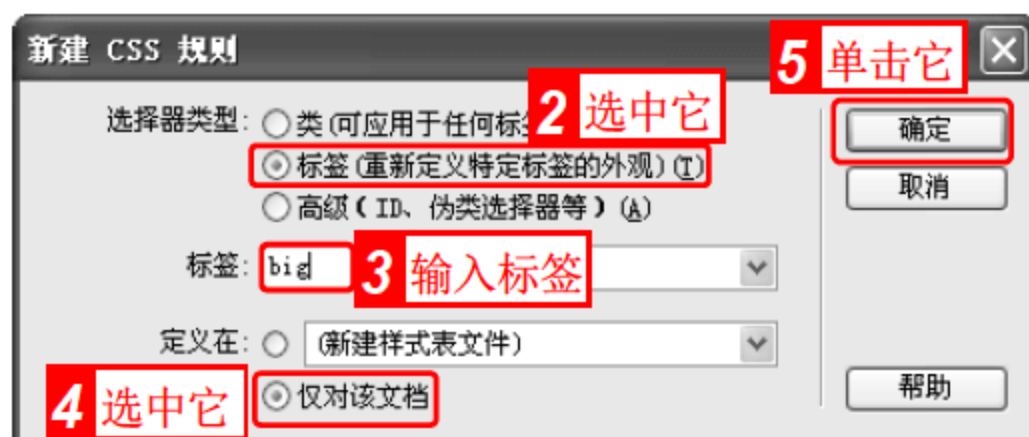 新建 CSS 规则
5 单击它
选择器类型:
类(可应用于任何标
2 选中它
确定
标签(重新定义特定标签的外观)(T)
取消
高级(ID、伪类选择器等)(A)
标签: big
3 输入标签
定义在:
(新建样式表文件)
4 选中它
仅对该文档
帮助